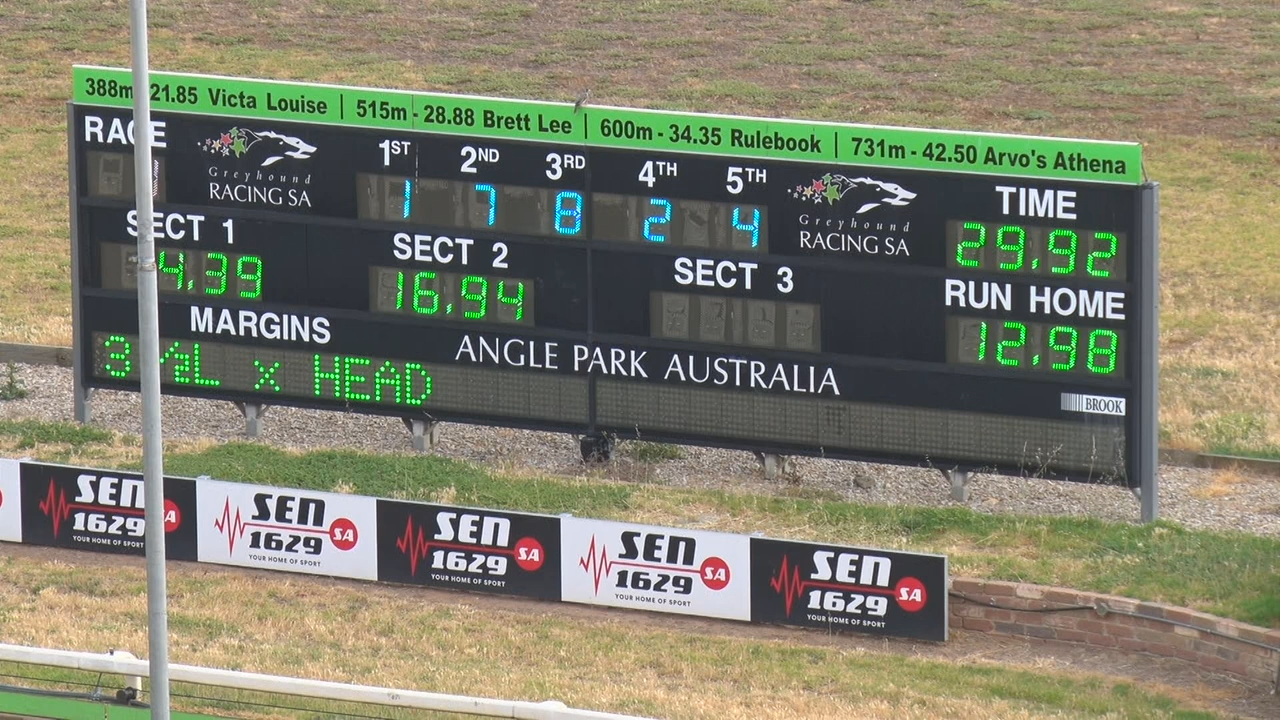 388m 21.85 Victa Louise | 515m - 28.88 Brett Lee | 600m - 34.35 Rulebook | 731m - 42.50 Arvo's Athena
RACE
Greyhound
RACING SA
1ST 2ND 3RD 4TH 5TH
1 7 8 2 4
Greyhound
RACING SA
TIME
29.92
SECT 1
4.39
SECT 2
16.94
SECT 3
RUN HOME
12.98
MARGINS
3 ½L x HEAD
ANGLE PARK AUSTRALIA
BROOK
SEN
1629 SA
YOUR HOME OF SPORT
SEN
1629 SA
YOUR HOME OF SPORT
SEN
1629 SA
YOUR HOME OF SPORT
SEN
1629 SA
YOUR HOME OF SPORT
SEN
1629 SA
YOUR HOME OF SPORT